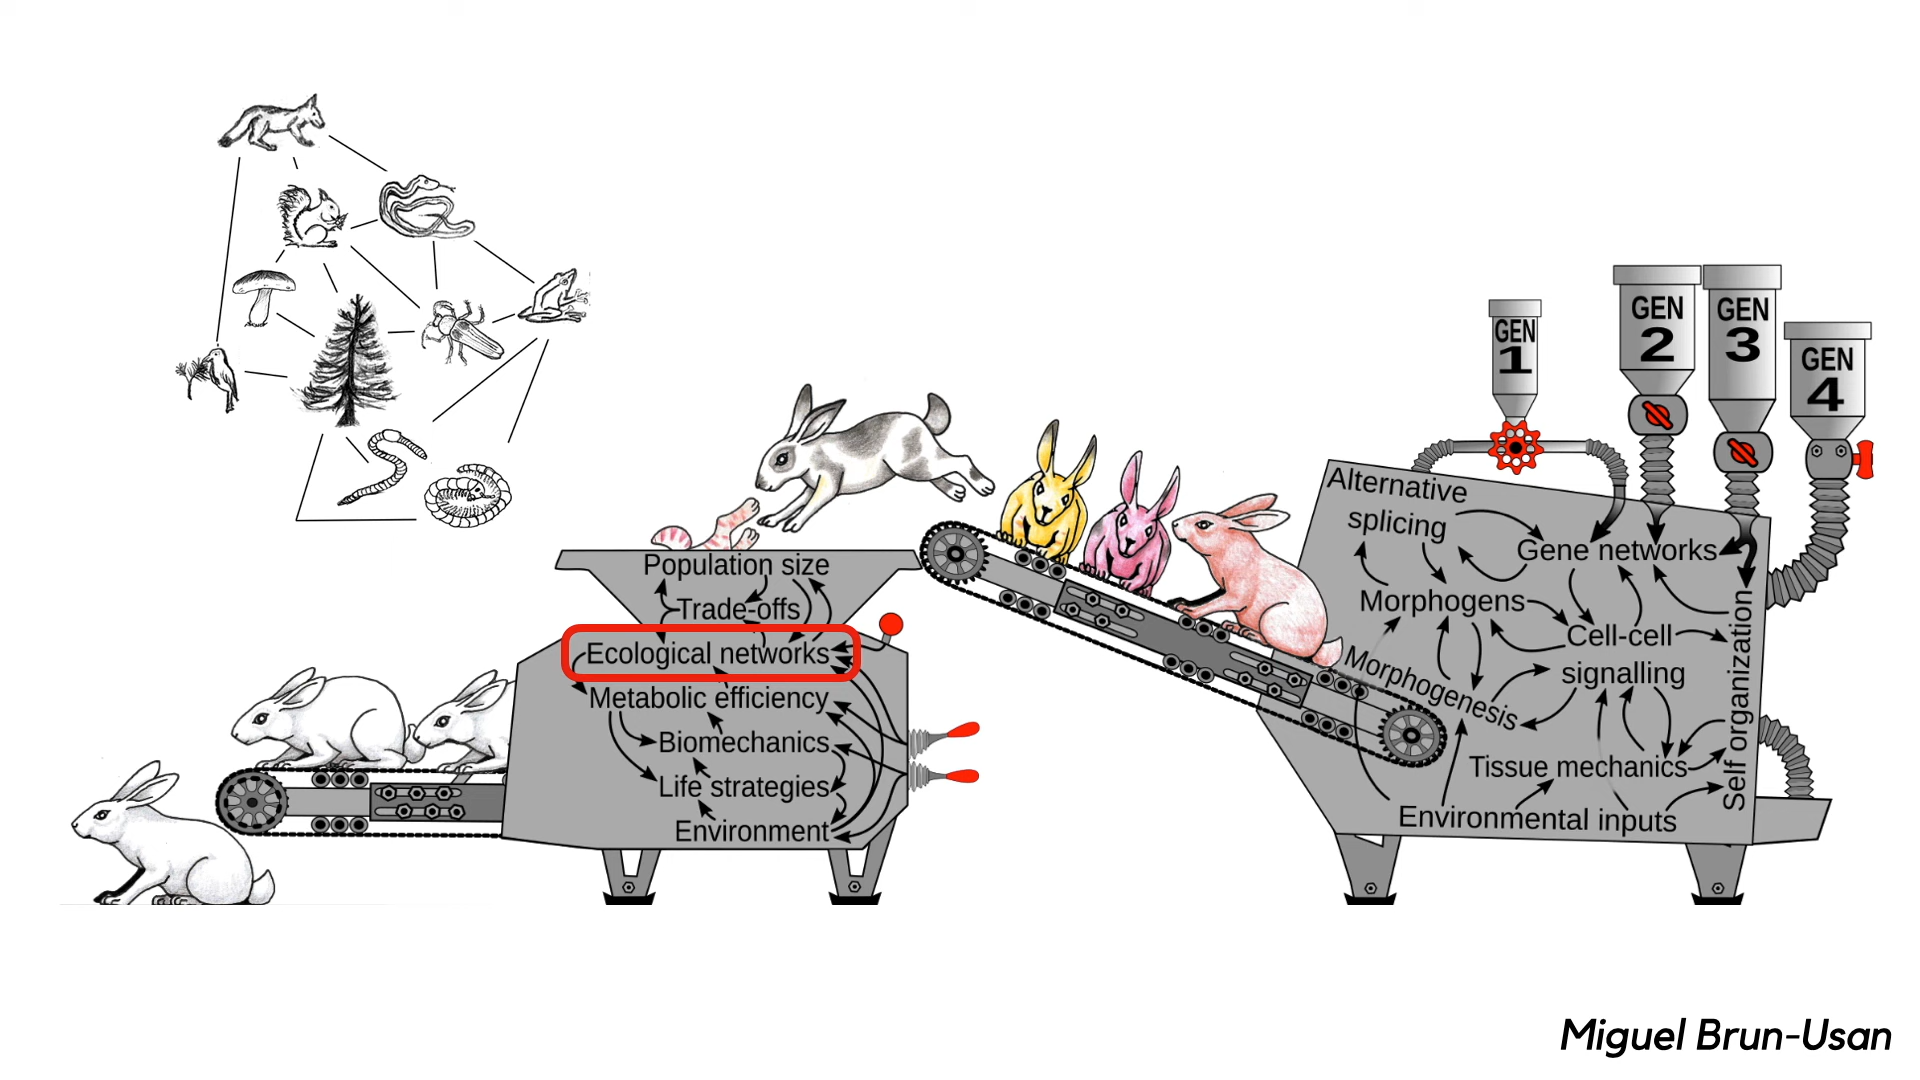 Population size
Trade-offs
Ecological networks
Metabolic efficiency
Biomechanics
Life strategies
Environment
GEN
1
GEN
2
GEN
3
GEN
4
Alternative
splicing
Gene networks
Morphogens
Cell-cell
signalling
Morphogenesis
Self organization
Tissue mechanics
Environmental inputs
Miguel Brun-Usan